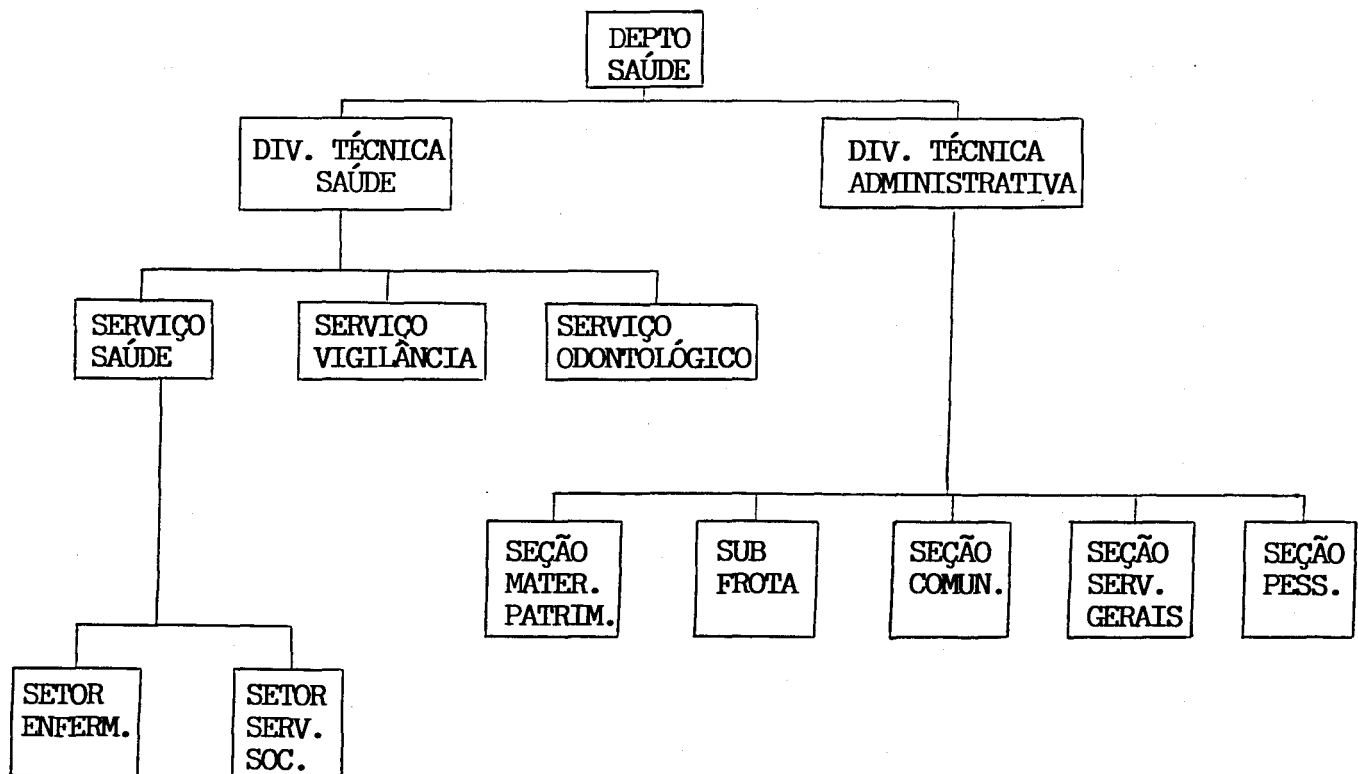 DEPTO
SAÚDE
DIV. TÉCNICA
SAÚDE
DIV. TÉCNICA
ADMINISTRATIVA
SERVIÇO
SAÚDE
SERVIÇO
VIGILÂNCIA
SERVIÇO
ODONTOLÓGICO
SEÇÃO
MATER.
PATRIM.
SUB
FROTA
SEÇÃO
COMUN.
SEÇÃO
SERV.
GERAIS
SEÇÃO
PESS.
SETOR
ENFERM.
SETOR
SERV.
SOC.